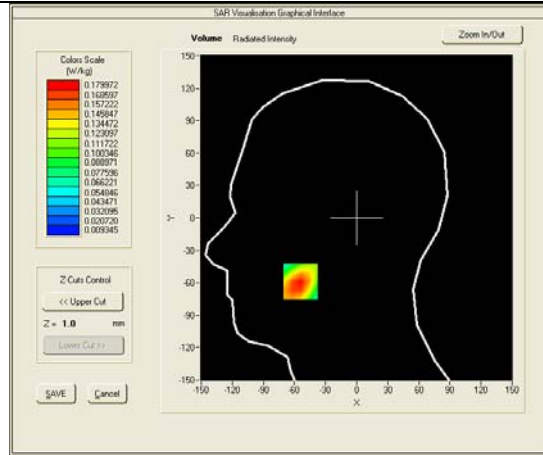 SAR Visualisation Graphical Interface
Volume Radiated Intensity
Zoom In/Out
Colors Scale
(W/kg)
0.179972
0.168597
0.157222
0.145847
0.134472
0.123097
0.111722
0.100346
0.088971
0.077596
0.066221
0.054846
0.043471
0.032095
0.020720
0.009345
Z-Cuts Control
<< Upper Cut
Z = 1.0 mm
Lower Cut >>
SAVE
Cancel
150
120
90
60
30
0
-30
-60
-90
-120
-150
Y
-150 -120 -90 -60 -30 0 30 60 90 120 150
X